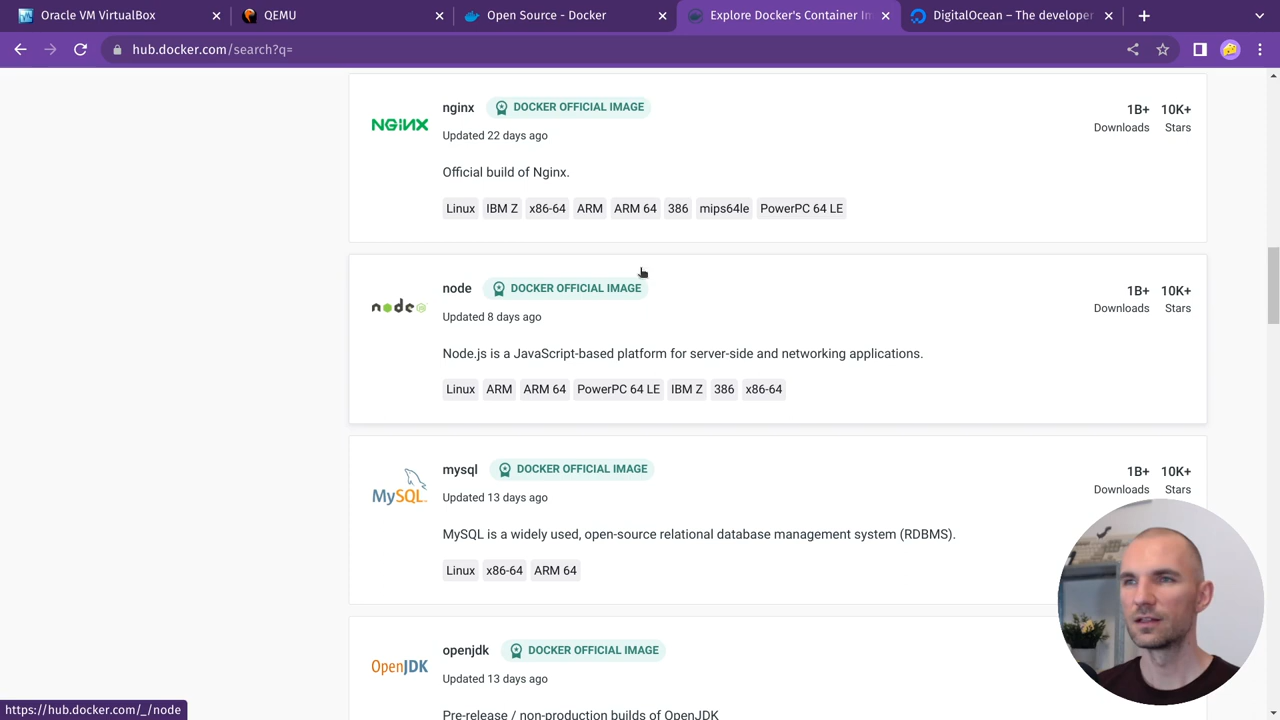 Oracle VM VirtualBox
QEMU
Open Source - Docker
Explore Docker's Container Im
DigitalOcean – The developer
hub.docker.com/search?q=
NGINX
nginx
DOCKER OFFICIAL IMAGE
1B+ 10K+
Updated 22 days ago
Downloads Stars
Official build of Nginx.
Linux IBM Z x86-64 ARM ARM 64 386 mips64le PowerPC 64 LE
node
node
DOCKER OFFICIAL IMAGE
1B+ 10K+
Updated 8 days ago
Downloads Stars
Node.js is a JavaScript-based platform for server-side and networking applications.
Linux ARM ARM 64 PowerPC 64 LE IBM Z 386 x86-64
MySQL
mysql
DOCKER OFFICIAL IMAGE
1B+ 10K+
Updated 13 days ago
Downloads Stars
MySQL is a widely used, open-source relational database management system (RDBMS).
Linux x86-64 ARM 64
OpenJDK
openjdk
DOCKER OFFICIAL IMAGE
Updated 13 days ago
Pre-release / non-production builds of OpenJDK
https://hub.docker.com/_/node